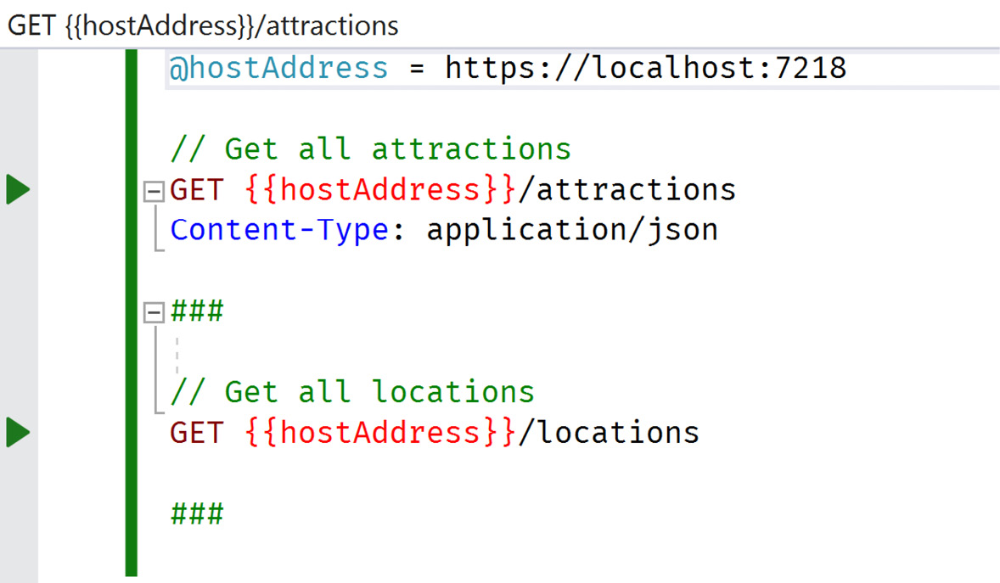 GET {{hostAddress}}/attractions
@hostAddress = https://localhost:7218
// Get all attractions
GET {{hostAddress}}/attractions
Content-Type: application/json
###
// Get all locations
GET {{hostAddress}}/locations
###